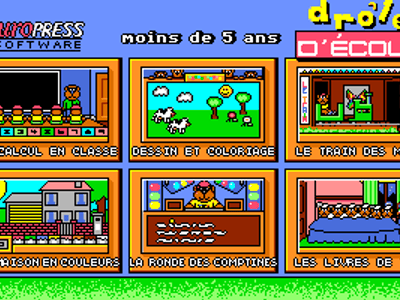 UROPRESS
SOFTWARE
moins de 5 ans
drôle
D'ÉCOL
CALCUL EN CLASSE
DESSIN ET COLORIAGE
LE TRAIN DES M
MAISON EN COULEURS
LA RONDE DES COMPTINES
LES LIVRES DE